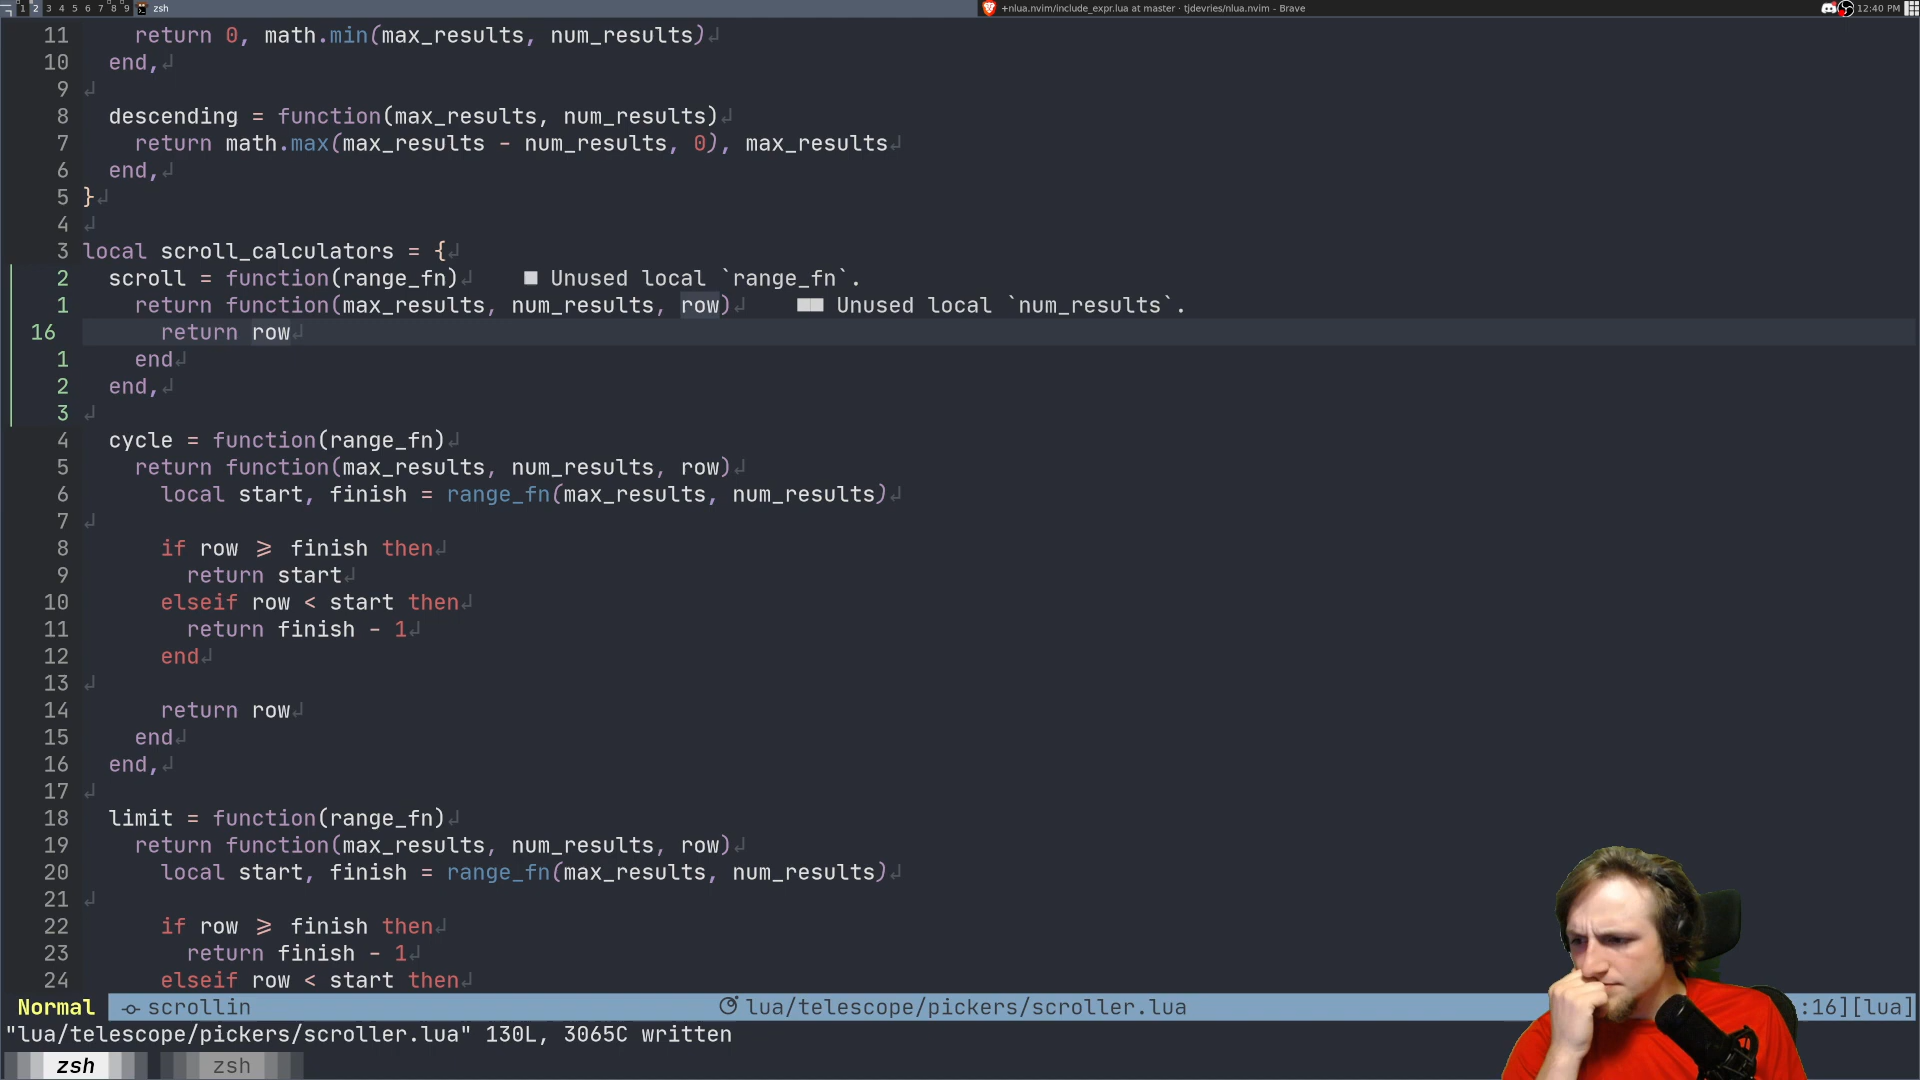 1 2 3 4 5 6 7 8 9 zsh +nlua.nvim/include_expr.lua at master · tjdevries/nlua.nvim - Brave 12:40 PM
11 return 0, math.min(max_results, num_results)
10 end,
9
8 descending = function(max_results, num_results)
7 return math.max(max_results - num_results, 0), max_results
6 end,
5 }
4
3 local scroll_calculators = {
2 scroll = function(range_fn) ■ Unused local `range_fn`.
1 return function(max_results, num_results, row) ■■ Unused local `num_results`.
16 return row
1 end
2 end,
3
4 cycle = function(range_fn)
5 return function(max_results, num_results, row)
6 local start, finish = range_fn(max_results, num_results)
7
8 if row ⩾ finish then
9 return start
10 elseif row < start then
11 return finish - 1
12 end
13
14 return row
15 end
16 end,
17
18 limit = function(range_fn)
19 return function(max_results, num_results, row)
20 local start, finish = range_fn(max_results, num_results)
21
22 if row ⩾ finish then
23 return finish - 1
24 elseif row < start then
Normal scrollin lua/telescope/pickers/scroller.lua :16][lua]
"lua/telescope/pickers/scroller.lua" 130L, 3065C written
zsh zsh